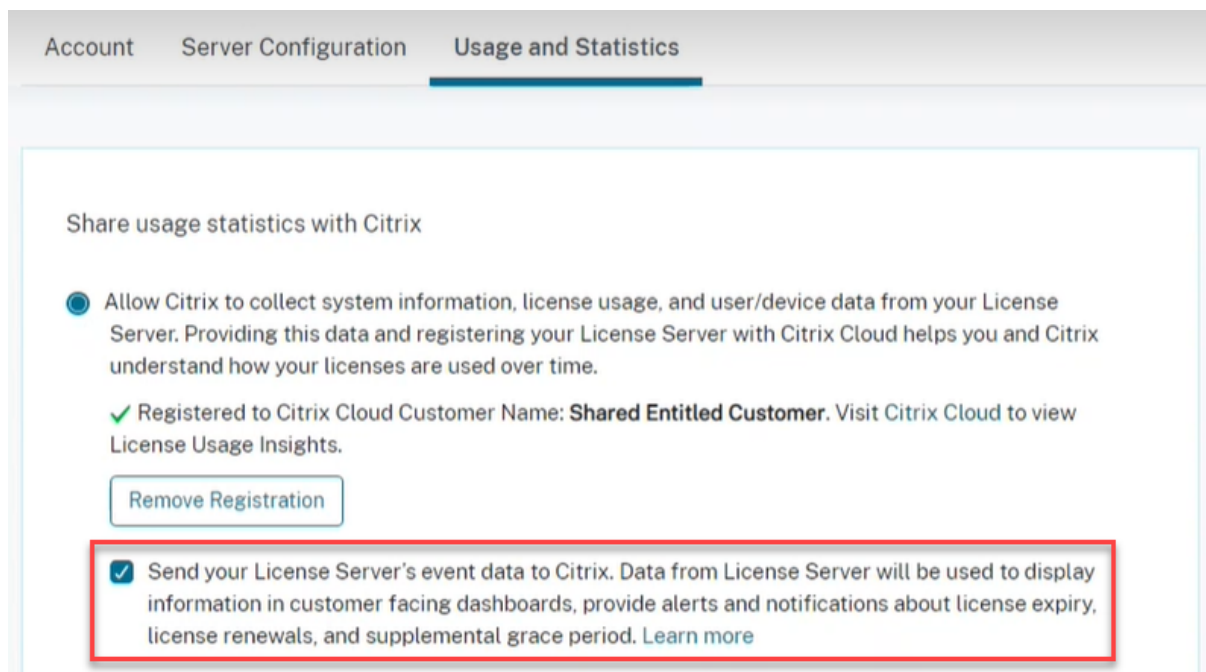 Account Server Configuration Usage and Statistics
Share usage statistics with Citrix
Allow Citrix to collect system information, license usage, and user/device data from your License
Server. Providing this data and registering your License Server with Citrix Cloud helps you and Citrix
understand how your licenses are used over time.
Registered to Citrix Cloud Customer Name: Shared Entitled Customer. Visit Citrix Cloud to view
License Usage Insights.
Remove Registration
Send your License Server's event data to Citrix. Data from License Server will be used to display
information in customer facing dashboards, provide alerts and notifications about license expiry,
license renewals, and supplemental grace period. Learn more